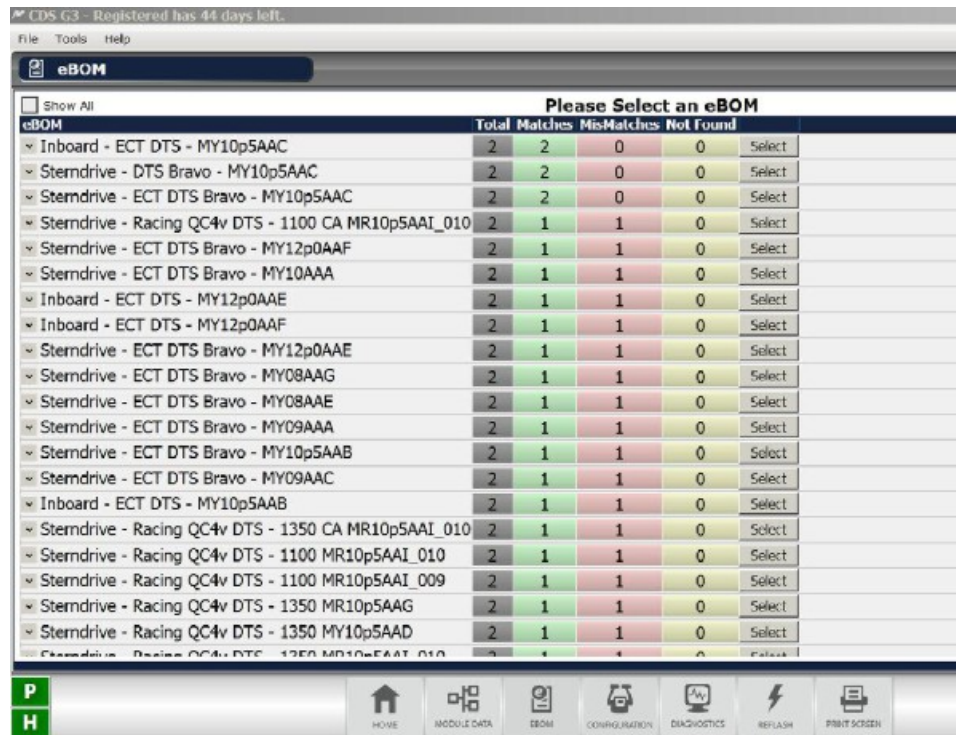 CDS G3 - Registered has 44 days left.
File Tools Help
eBOM
Show All Please Select an eBOM
eBOM Total Matches MisMatches Not Found
Inboard - ECT DTS - MY10p5AAC 2 2 0 0 Select
Sterndrive - DTS Bravo - MY10p5AAC 2 2 0 0 Select
Sterndrive - ECT DTS Bravo - MY10p5AAC 2 2 0 0 Select
Sterndrive - Racing QC4v DTS - 1100 CA MR10p5AAI_010 2 1 1 0 Select
Sterndrive - ECT DTS Bravo - MY12p0AAF 2 1 1 0 Select
Sterndrive - ECT DTS Bravo - MY10AAA 2 1 1 0 Select
Inboard - ECT DTS - MY12p0AAE 2 1 1 0 Select
Inboard - ECT DTS - MY12p0AAF 2 1 1 0 Select
Sterndrive - ECT DTS Bravo - MY12p0AAE 2 1 1 0 Select
Sterndrive - ECT DTS Bravo - MY08AAG 2 1 1 0 Select
Sterndrive - ECT DTS Bravo - MY08AAE 2 1 1 0 Select
Sterndrive - ECT DTS Bravo - MY09AAA 2 1 1 0 Select
Sterndrive - ECT DTS Bravo - MY10p5AAB 2 1 1 0 Select
Sterndrive - ECT DTS Bravo - MY09AAC 2 1 1 0 Select
Inboard - ECT DTS - MY10p5AAB 2 1 1 0 Select
Sterndrive - Racing QC4v DTS - 1350 CA MR10p5AAI_010 2 1 1 0 Select
Sterndrive - Racing QC4v DTS - 1100 MR10p5AAI_010 2 1 1 0 Select
Sterndrive - Racing QC4v DTS - 1100 MR10p5AAI_009 2 1 1 0 Select
Sterndrive - Racing QC4v DTS - 1350 MR10p5AAG 2 1 1 0 Select
Sterndrive - Racing QC4v DTS - 1350 MY10p5AAD 2 1 1 0 Select
Sterndrive - Racing QC4v DTS - 1350 MR10p5AAI_010 2 1 1 0 Select
P
H
HOME MODULE DATA EBOM CONFIGURATION DIAGNOSTICS REFLASH PRINT SCREEN